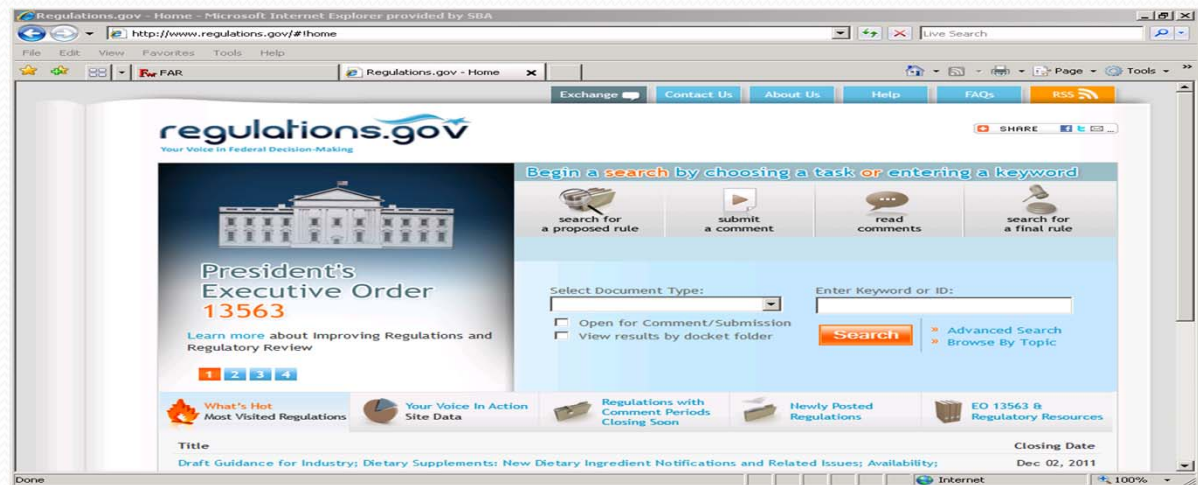 Regulations.gov - Home - Microsoft Internet Explorer provided by SBA
http://www.regulations.gov/#!home
Live Search
File Edit View Favorites Tools Help
FAR
Regulations.gov - Home
Page Tools
Exchange Contact Us About Us Help FAQs RSS
regulations.gov
Your Voice in Federal Decision-Making
SHARE
Begin a search by choosing a task or entering a keyword
search for a proposed rule
submit a comment
read comments
search for a final rule
President's
Executive Order
13563
Learn more about Improving Regulations and
Regulatory Review
1 2 3 4
Select Document Type:
Enter Keyword or ID:
Open for Comment/Submission
View results by docket folder
Search
» Advanced Search
» Browse By Topic
What's Hot
Most Visited Regulations
Your Voice In Action
Site Data
Regulations with
Comment Periods
Closing Soon
Newly Posted
Regulations
EO 13563 &
Regulatory Resources
Title Closing Date
Draft Guidance for Industry; Dietary Supplements: New Dietary Ingredient Notifications and Related Issues; Availability; Dec 02, 2011
Done Internet 100%